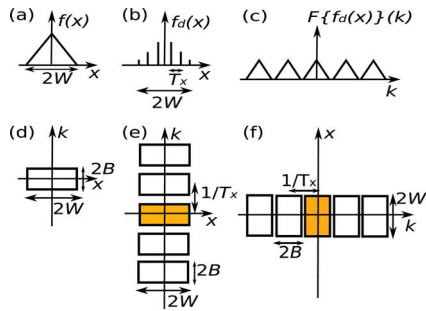 (a) f(x)
x
2W
(b) f_d(x)
x
T_x
2W
(c) F{f_d(x)}(k)
k
(d) k
2B
x
2W
(e) k
1/T_x
x
2B
2W
(f) x
1/T_x
2W
k
2B